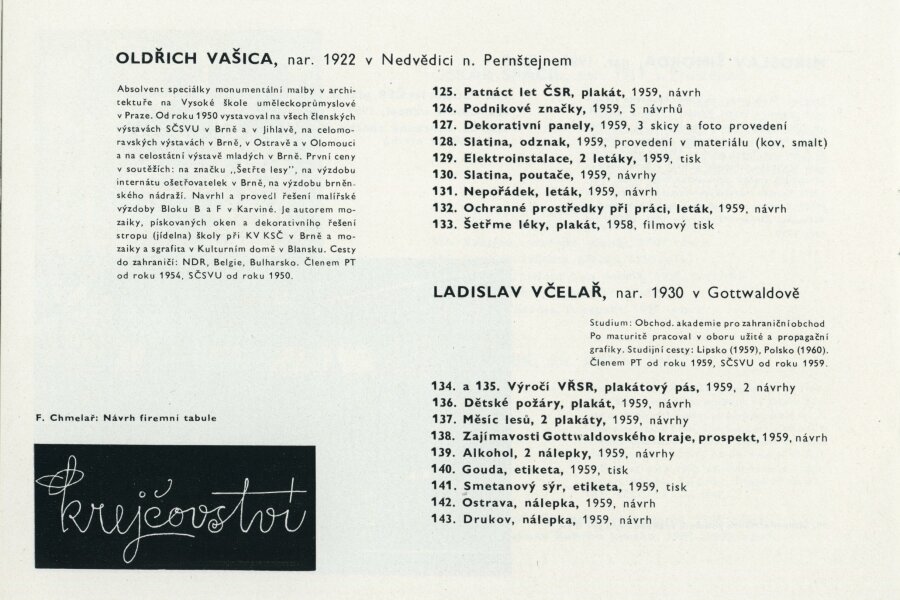 OLDŘICH VAŠICA, nar. 1922 v Nedvědici n. Pernštejnem
Absolvent speciálky monumentální malby v archi-
tektuře na Vysoké škole uměleckoprůmyslové
v Praze. Od roku 1950 vystavoval na všech členských
výstavách SČSVU v Brně a v Jihlavě, na celomo-
ravských výstavách v Brně, v Ostravě a v Olomouci
a na celostátní výstavě mladých v Brně. První ceny
v soutěžích: na značku „Šetřte lesy", na výzdobu
internátu ošetřovatelek v Brně, na výzdobu brněn-
ského nádraží. Navrhl a provedl řešení malířské
výzdoby Bloku B a F v Karviné. Je autorem mo-
zaiky, pískovaných oken a dekorativního řešení
stropu (jídelna) školy při KV KSČ v Brně a mo-
zaiky a sgrafita v Kulturním domě v Blansku. Cesty
do zahraničí: NDR, Belgie, Bulharsko. Členem PT
od roku 1954, SČSVU od roku 1950.
125. Patnáct let ČSR, plakát, 1959, návrh
126. Podnikové značky, 1959, 5 návrhů
127. Dekorativní panely, 1959, 3 skicy a foto provedení
128. Slatina, odznak, 1959, provedení v materiálu (kov, smalt)
129. Elektroinstalace, 2 letáky, 1959, tisk
130. Slatina, poutače, 1959, návrhy
131. Nepořádek, leták, 1959, návrh
132. Ochranné prostředky při práci, leták, 1959, návrh
133. Šetřme léky, plakát, 1958, filmový tisk
LADISLAV VČELAŘ, nar. 1930 v Gottwaldově
Studium: Obchod. akademie pro zahraniční obchod
Po maturitě pracoval v oboru užité a propagační
grafiky. Studijní cesty: Lipsko (1959), Polsko (1960).
Členem PT od roku 1959, SČSVU od roku 1959.
134. a 135. Výročí VŘSR, plakátový pás, 1959, 2 návrhy
136. Dětské požáry, plakát, 1959, návrh
137. Měsíc lesů, 2 plakáty, 1959, návrhy
138. Zajímavosti Gottwaldovského kraje, prospekt, 1959, návrh
139. Alkohol, 2 nálepky, 1959, návrhy
140. Gouda, etiketa, 1959, tisk
141. Smetanový sýr, etiketa, 1959, tisk
142. Ostrava, nálepka, 1959, návrh
143. Drukov, nálepka, 1959, návrh
F. Chmelař: Návrh firemní tabule
krejčovství